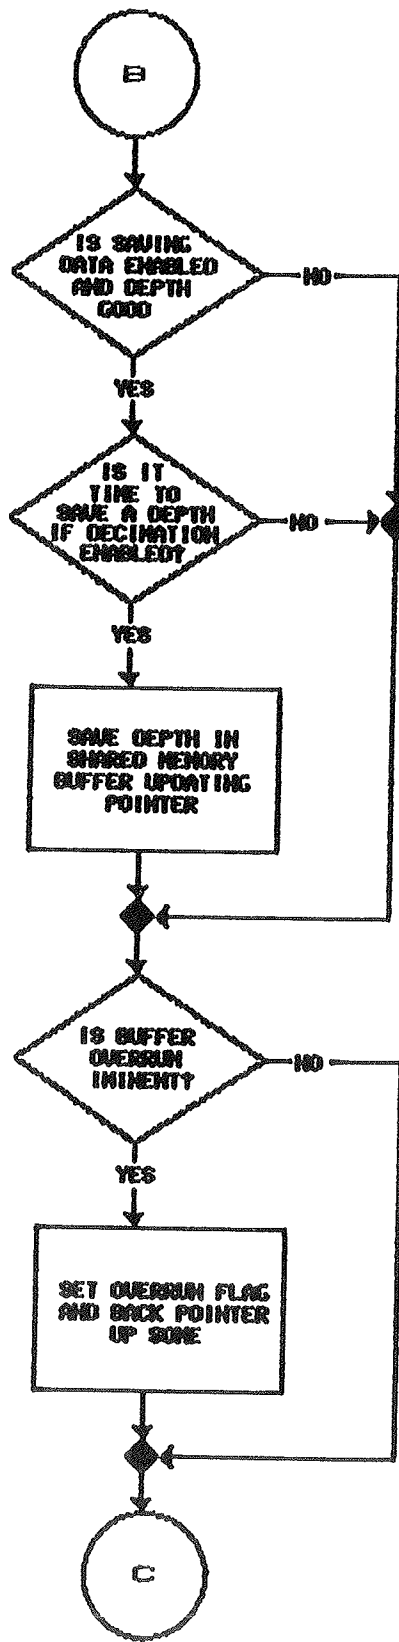 B
IS SAVING
DATA ENABLED
AND DEPTH
GOOD
NO
YES
IS IT
TIME TO
SAVE A DEPTH
IF DECIMATION
ENABLED?
NO
YES
SAVE DEPTH IN
SHARED MEMORY
BUFFER UPDATING
POINTER
IS BUFFER
OVERRUN
IMINENT?
NO
YES
SET OVERRUN FLAG
AND BACK POINTER
UP SOME
C